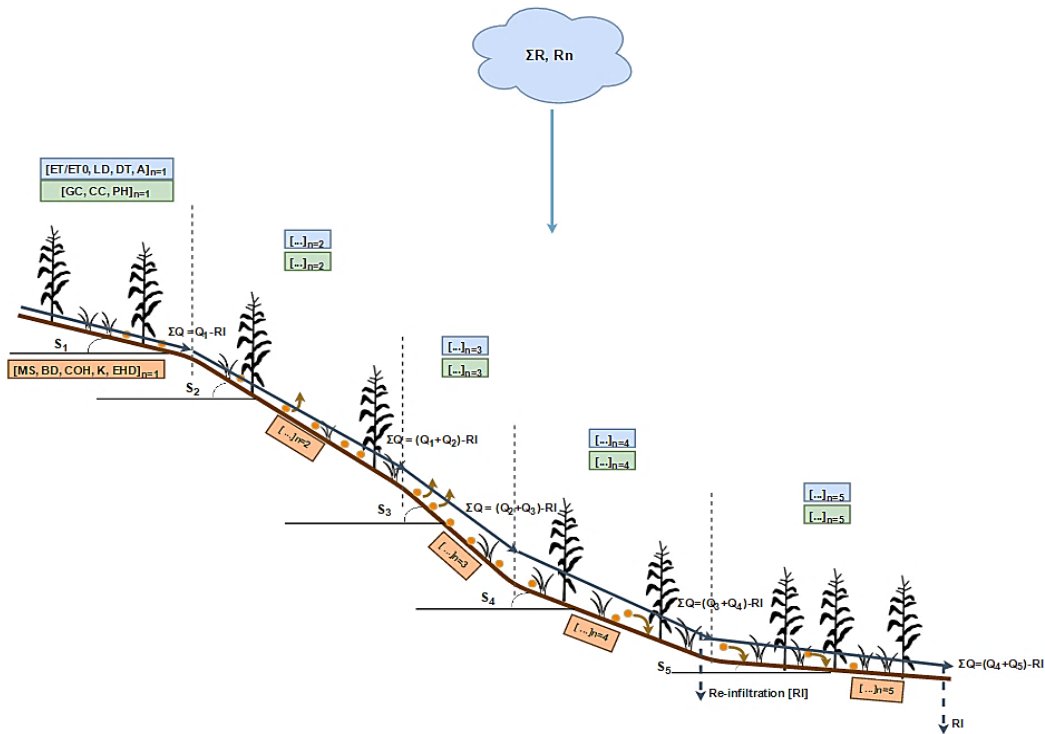 ΣR, Rn
[ET/ET0, LD, DT, A]n=1
[GC, CC, PH]n=1
[...]n=2
[...]n=2
ΣQ =Q1-RI
S1
[MS, BD, COH, K, EHD]n=1
[...]n=3
[...]n=3
S2
[...]n=2
ΣQ = (Q1+Q2)-RI
[...]n=4
[...]n=4
S3
ΣQ = (Q2+Q3)-RI
[...]n=5
[...]n=5
[...]n=3
S4
ΣQ=(Q3+Q4)-RI
[...]n=4
S5
ΣQ=(Q4+Q5)-RI
[...]n=5
Re-infiltration [RI]
RI